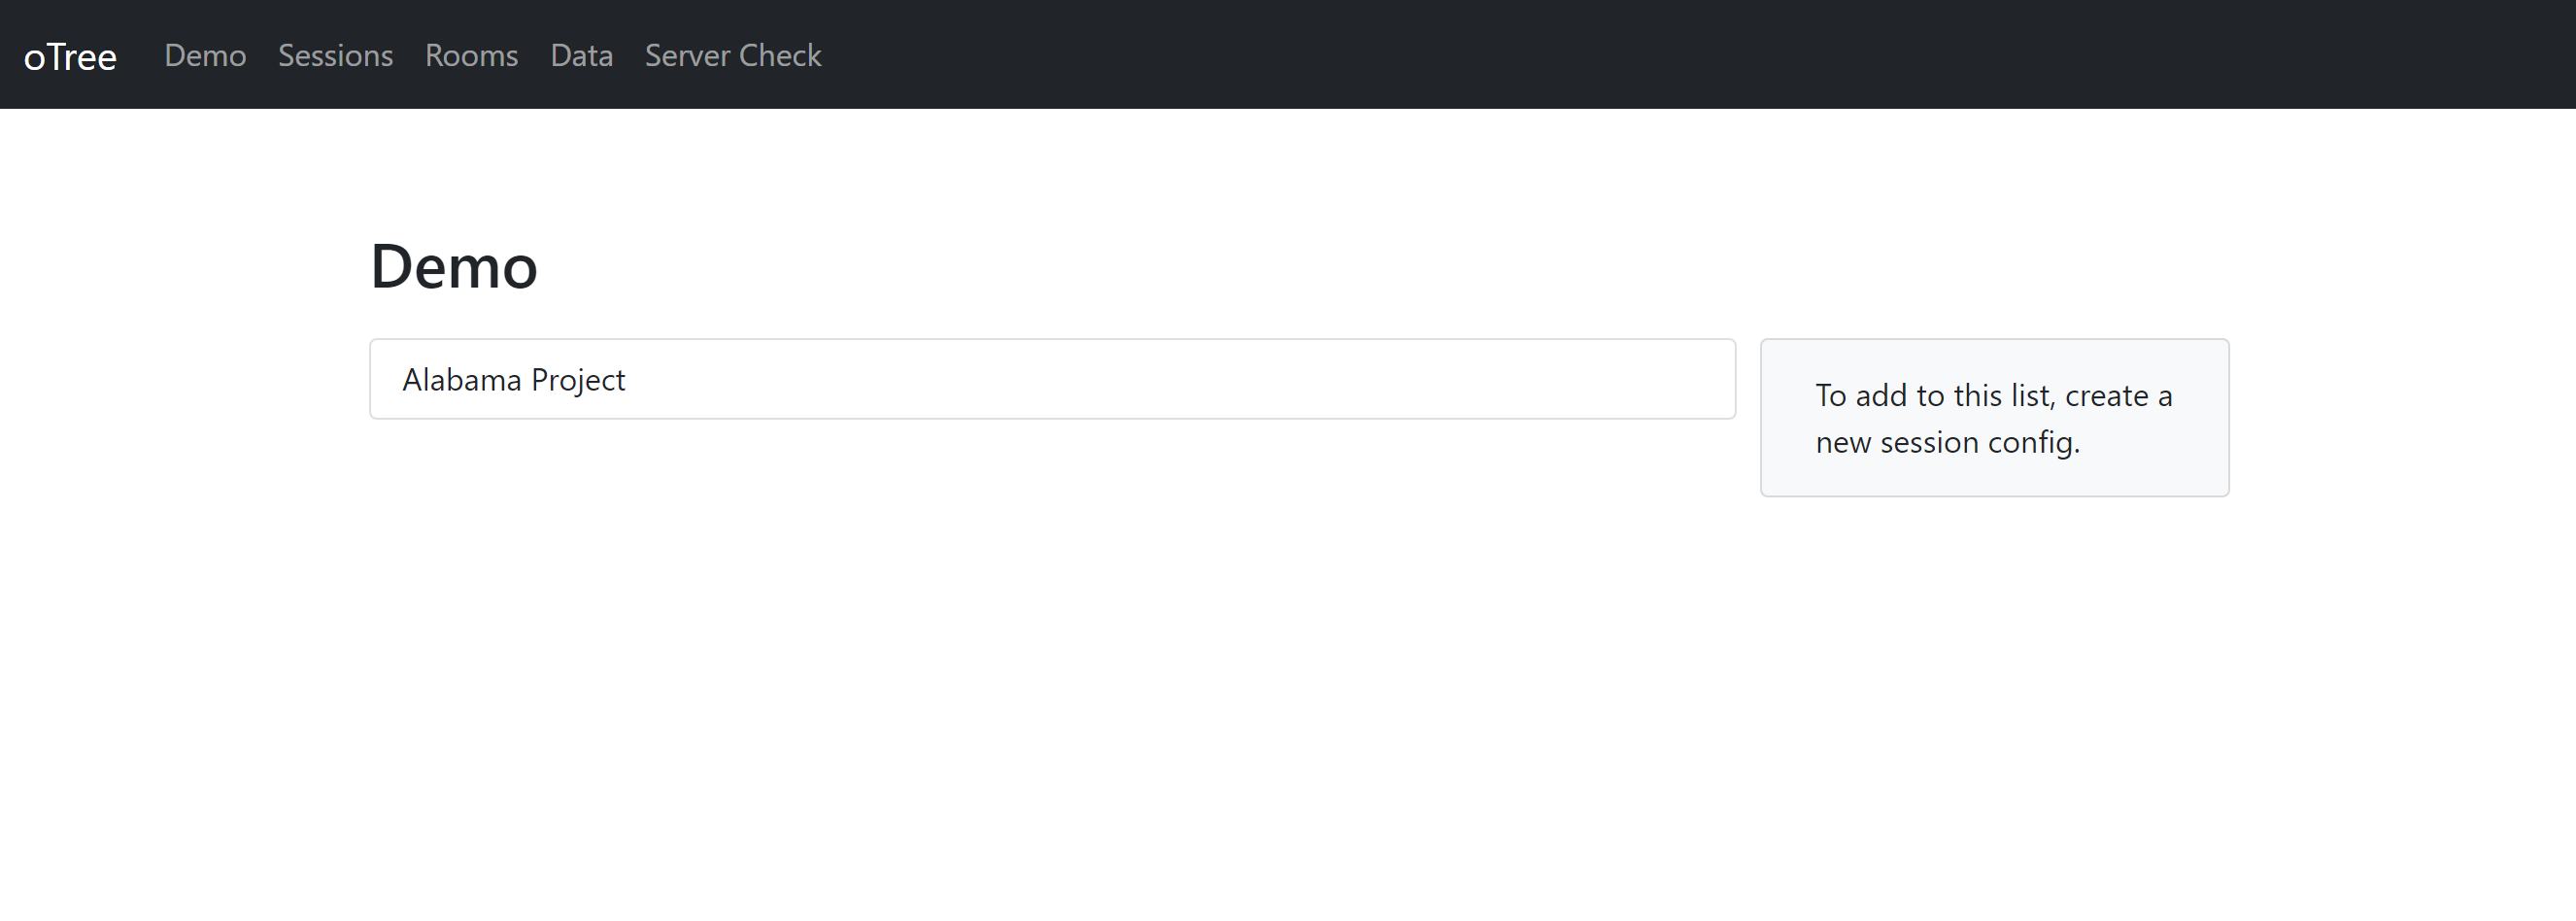 oTree Demo Sessions Rooms Data Server Check
Demo
Alabama Project
To add to this list, create a
new session config.